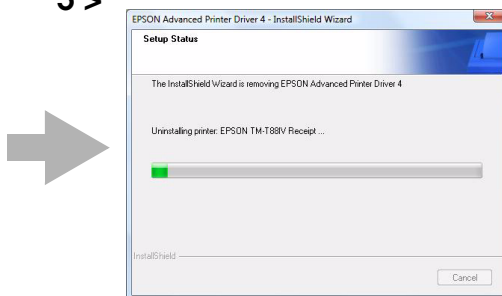 5 >
EPSON Advanced Printer Driver 4 - InstallShield Wizard
Setup Status
The InstallShield Wizard is removing EPSON Advanced Printer Driver 4
Uninstalling printer: EPSON TM-T88IV Receipt ...
InstallShield
Cancel